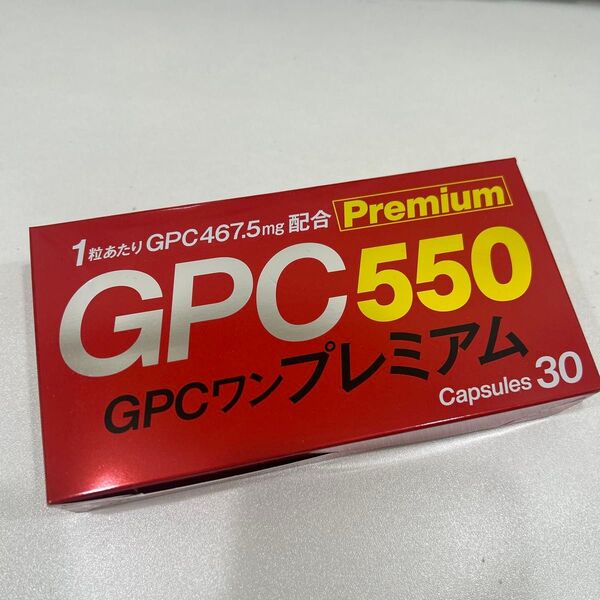 1粒あたりGPC467.5mg配合 Premium
GPC550
GPCワンプレミアム
Capsules 30